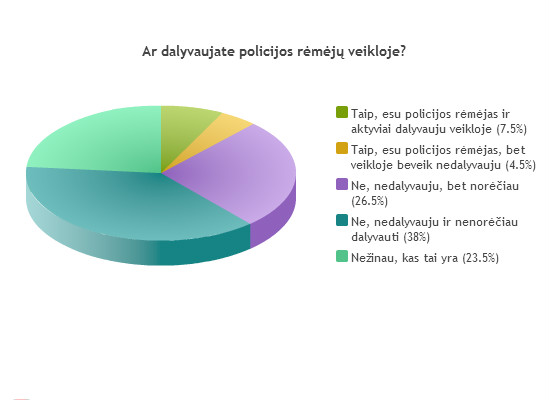 Ar dalyvaujate policijos rėmėjų veikloje?
Taip, esu policijos rėmėjas ir
aktyviai dalyvauju veikloje (7.5%)
Taip, esu policijos rėmėjas, bet
veikloje beveik nedalyvauju (4.5%)
Ne, nedalyvauju, bet norėčiau
(26.5%)
Ne, nedalyvauju ir nenorėčiau
dalyvauti (38%)
Nežinau, kas tai yra (23.5%)